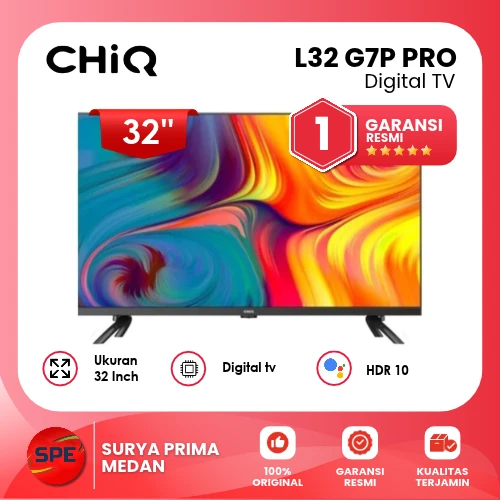 CHiQ
L32 G7P PRO
Digital TV
32"
1
GARANSI
RESMI
Ukuran
32 Inch
Digital tv
HDR 10
SPE
SURYA PRIMA
MEDAN
100%
ORIGINAL
GARANSI
RESMI
KUALITAS
TERJAMIN